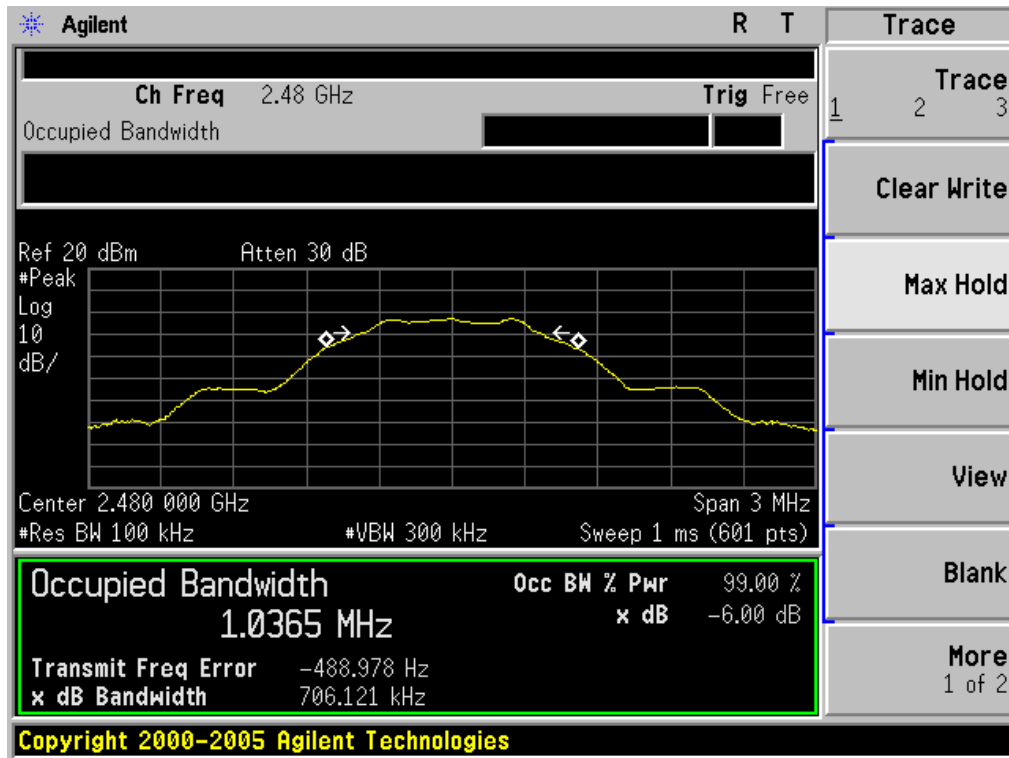 Agilent R T Trace
Ch Freq 2.48 GHz Trig Free
Occupied Bandwidth
Trace
1 2 3
Clear Write
Max Hold
Min Hold
View
Blank
More
1 of 2
Ref 20 dBm Atten 30 dB
#Peak
Log
10
dB/
Center 2.480 000 GHz Span 3 MHz
#Res BW 100 kHz #VBW 300 kHz Sweep 1 ms (601 pts)
Occupied Bandwidth Occ BW % Pwr 99.00 %
1.0365 MHz x dB -6.00 dB
Transmit Freq Error -488.978 Hz
x dB Bandwidth 706.121 kHz
Copyright 2000-2005 Agilent Technologies